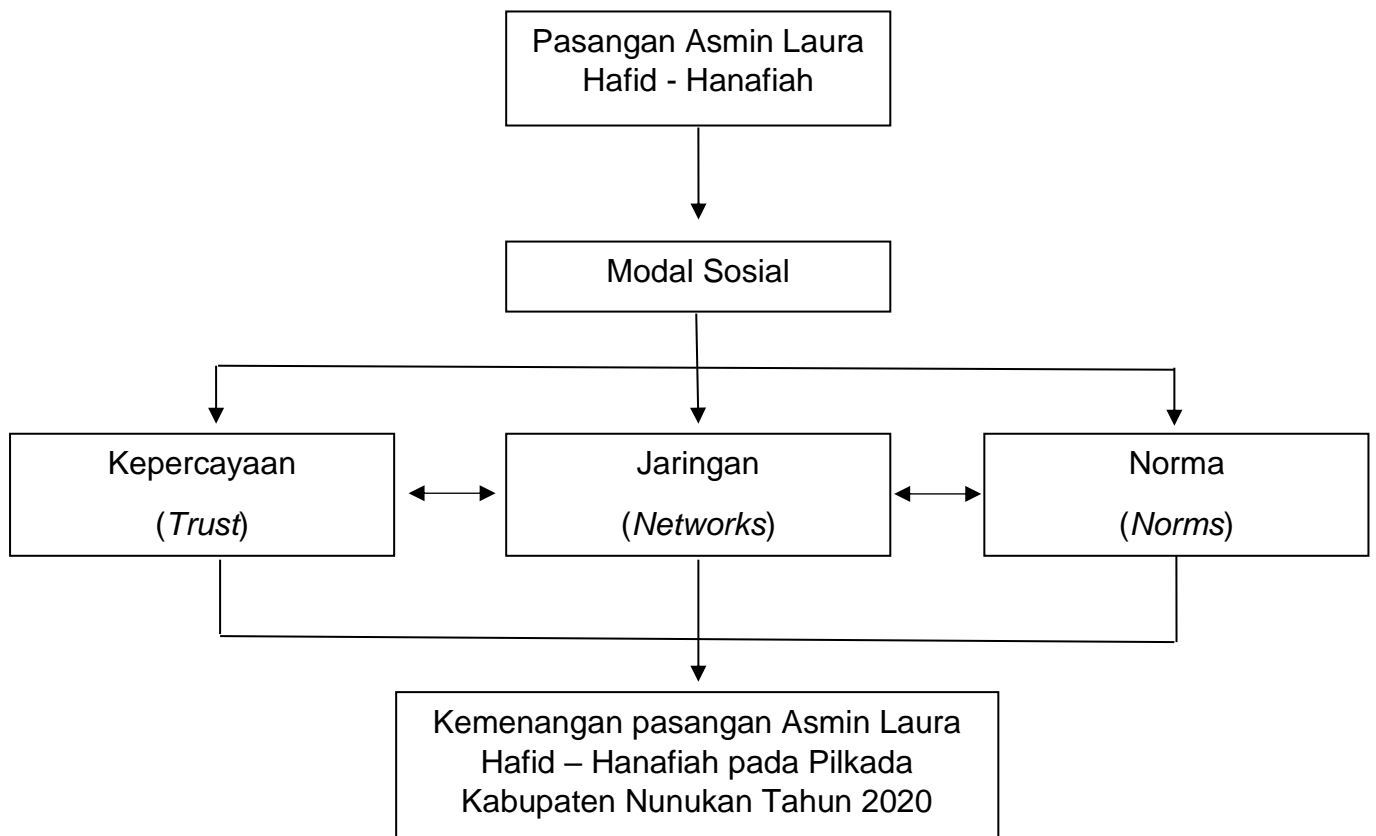 Pasangan Asmin Laura
Hafid - Hanafiah
Modal Sosial
Kepercayaan
(Trust)
Jaringan
(Networks)
Norma
(Norms)
Kemenangan pasangan Asmin Laura
Hafid – Hanafiah pada Pilkada
Kabupaten Nunukan Tahun 2020